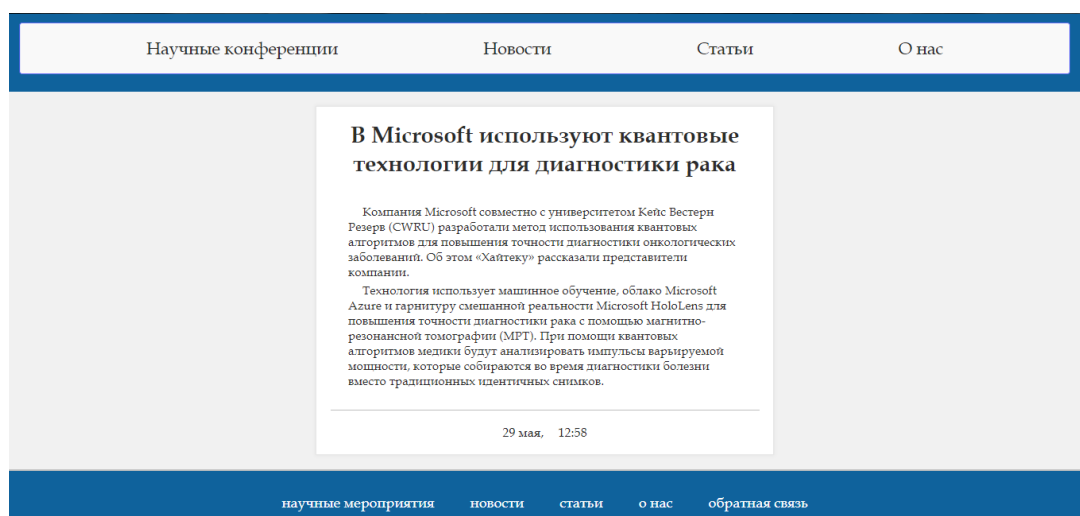 Научные конференции Новости Статьи О нас
В Microsoft используют квантовые
технологии для диагностики рака
Компания Microsoft совместно с университетом Кейс Вестерн
Резерв (CWRU) разработали метод использования квантовых
алгоритмов для повышения точности диагностики онкологических
заболеваний. Об этом «Хайтеку» рассказали представители
компании.
Технология использует машинное обучение, облако Microsoft
Azure и гарнитуру смешанной реальности Microsoft HoloLens для
повышения точности диагностики рака с помощью магнитно-
резонансной томографии (МРТ). При помощи квантовых
алгоритмов медики будут анализировать импульсы варьируемой
мощности, которые собираются во время диагностики болезни
вместо традиционных идентичных снимков.
29 мая, 12:58
научные мероприятия новости статьи о нас обратная связь